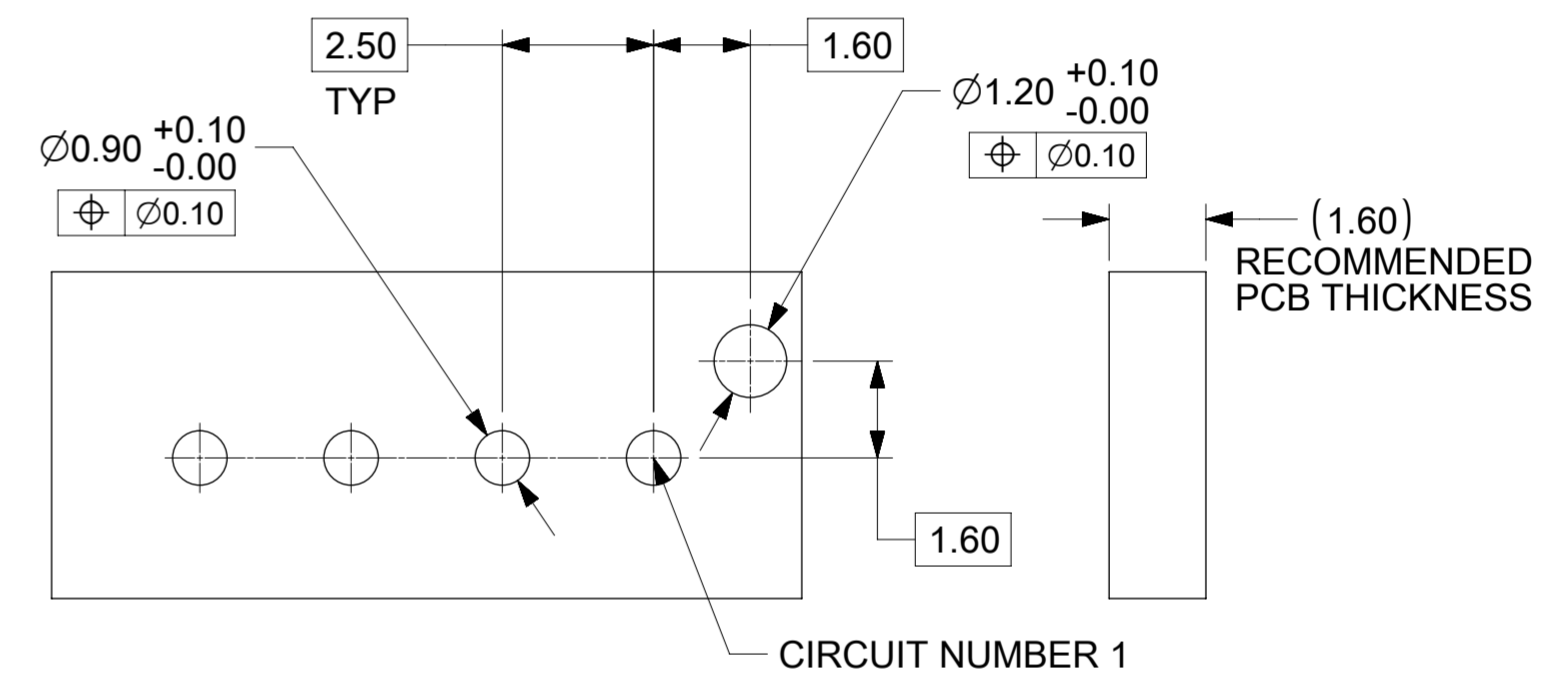 2.50
TYP
1.60
∅1.20 +0.10
-0.00
⌖ ∅0.10
∅0.90 +0.10
-0.00
⌖ ∅0.10
(1.60)
RECOMMENDED
PCB THICKNESS
1.60
CIRCUIT NUMBER 1